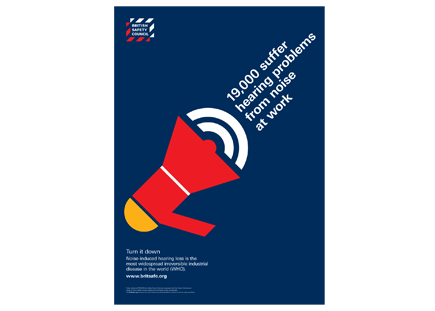 BRITISH
SAFETY
COUNCIL
19,000 suffer
hearing problems
from noise
at work
Turn it down
Noise induced hearing loss is the
most widespread irreversible industrial
disease in the world (WHO).
www.britsafe.org